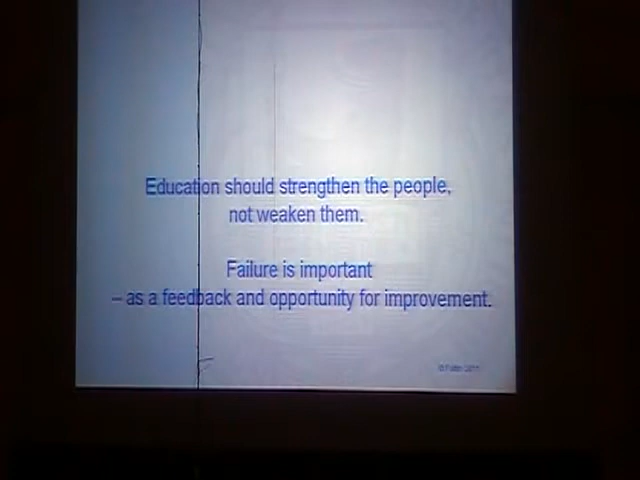 Education should strengthen the people,
not weaken them.
Failure is important
– as a feedback and opportunity for improvement.